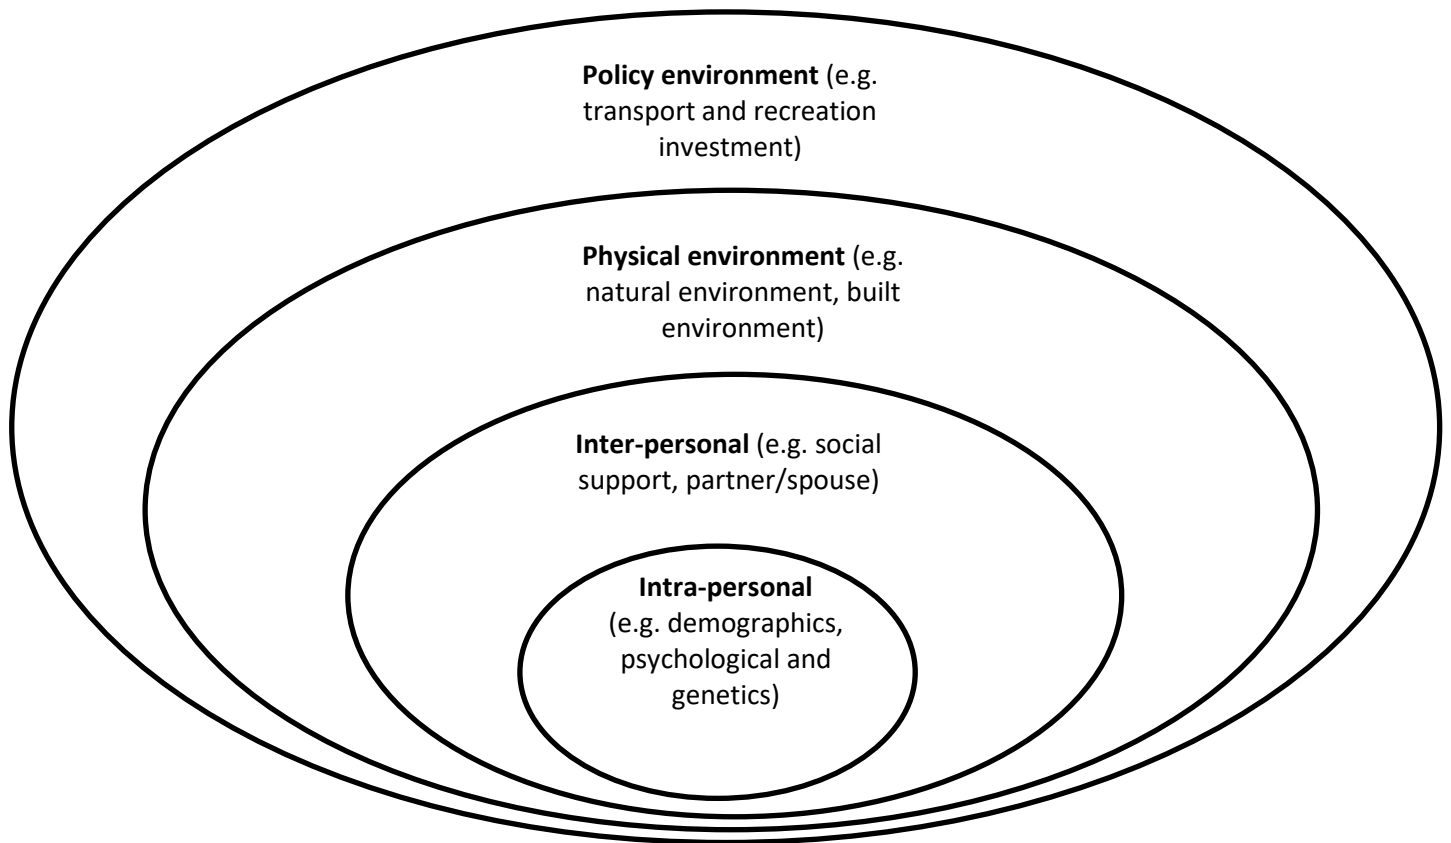 Policy environment (e.g.
transport and recreation
investment)
Physical environment (e.g.
natural environment, built
environment)
Inter-personal (e.g. social
support, partner/spouse)
Intra-personal
(e.g. demographics,
psychological and
genetics)